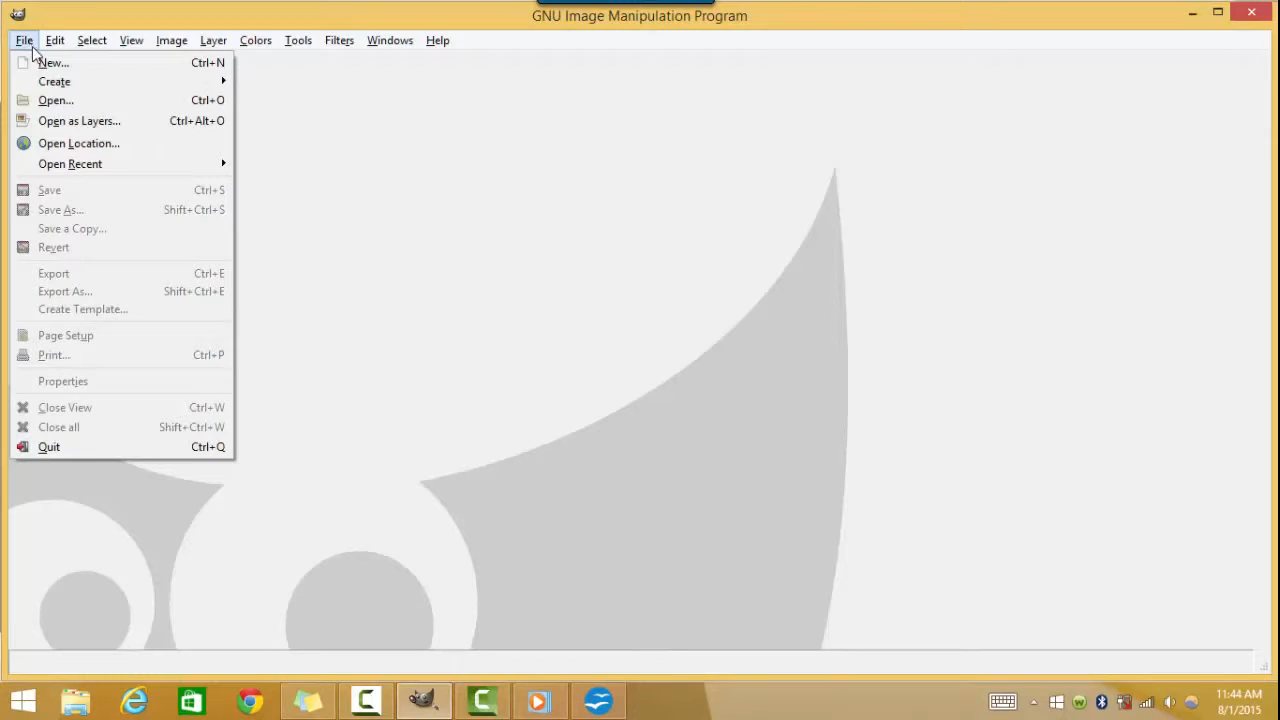 GNU Image Manipulation Program
File Edit Select View Image Layer Colors Tools Filters Windows Help
New... Ctrl+N
Create
Open... Ctrl+O
Open as Layers... Ctrl+Alt+O
Open Location...
Open Recent
Save Ctrl+S
Save As... Shift+Ctrl+S
Save a Copy...
Revert
Export Ctrl+E
Export As... Shift+Ctrl+E
Create Template...
Page Setup
Print... Ctrl+P
Properties
Close View Ctrl+W
Close all Shift+Ctrl+W
Quit Ctrl+Q
11:44 AM
8/1/2015